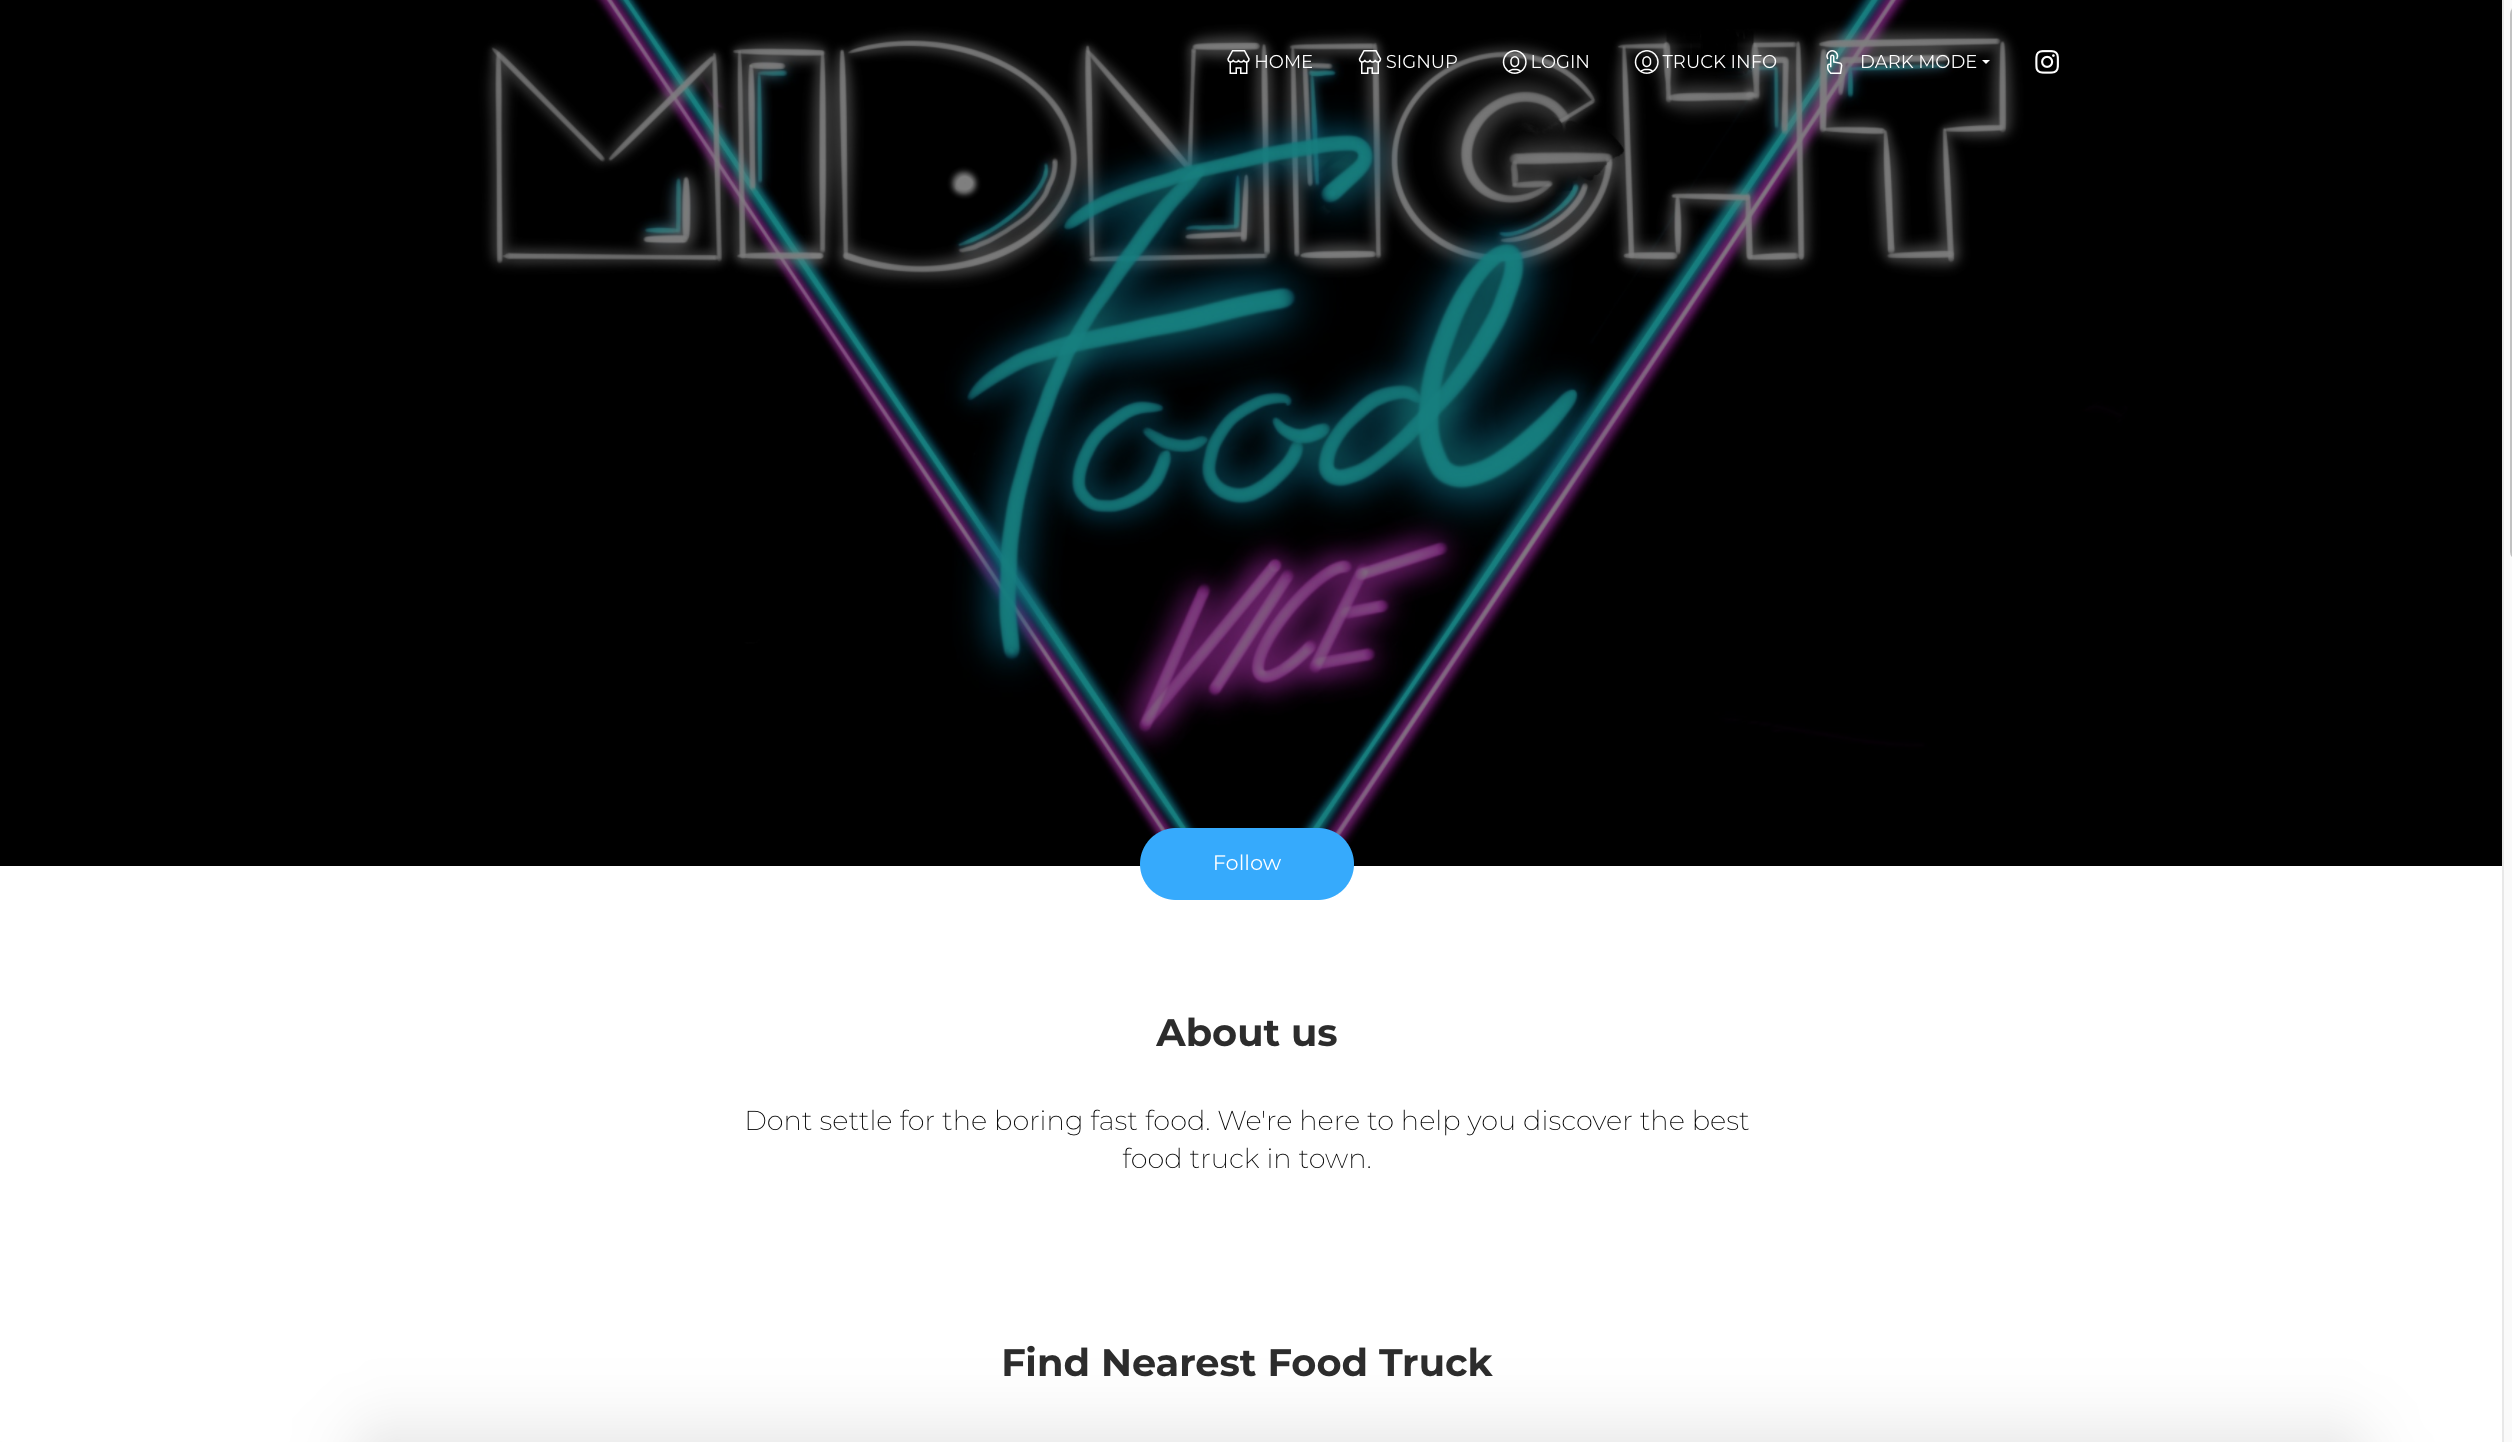 HOME SIGNUP LOGIN TRUCK INFO DARK MODE
MIDNIGHT
Food
VICE
Follow
About us
Dont settle for the boring fast food. We're here to help you discover the best
food truck in town.
Find Nearest Food Truck